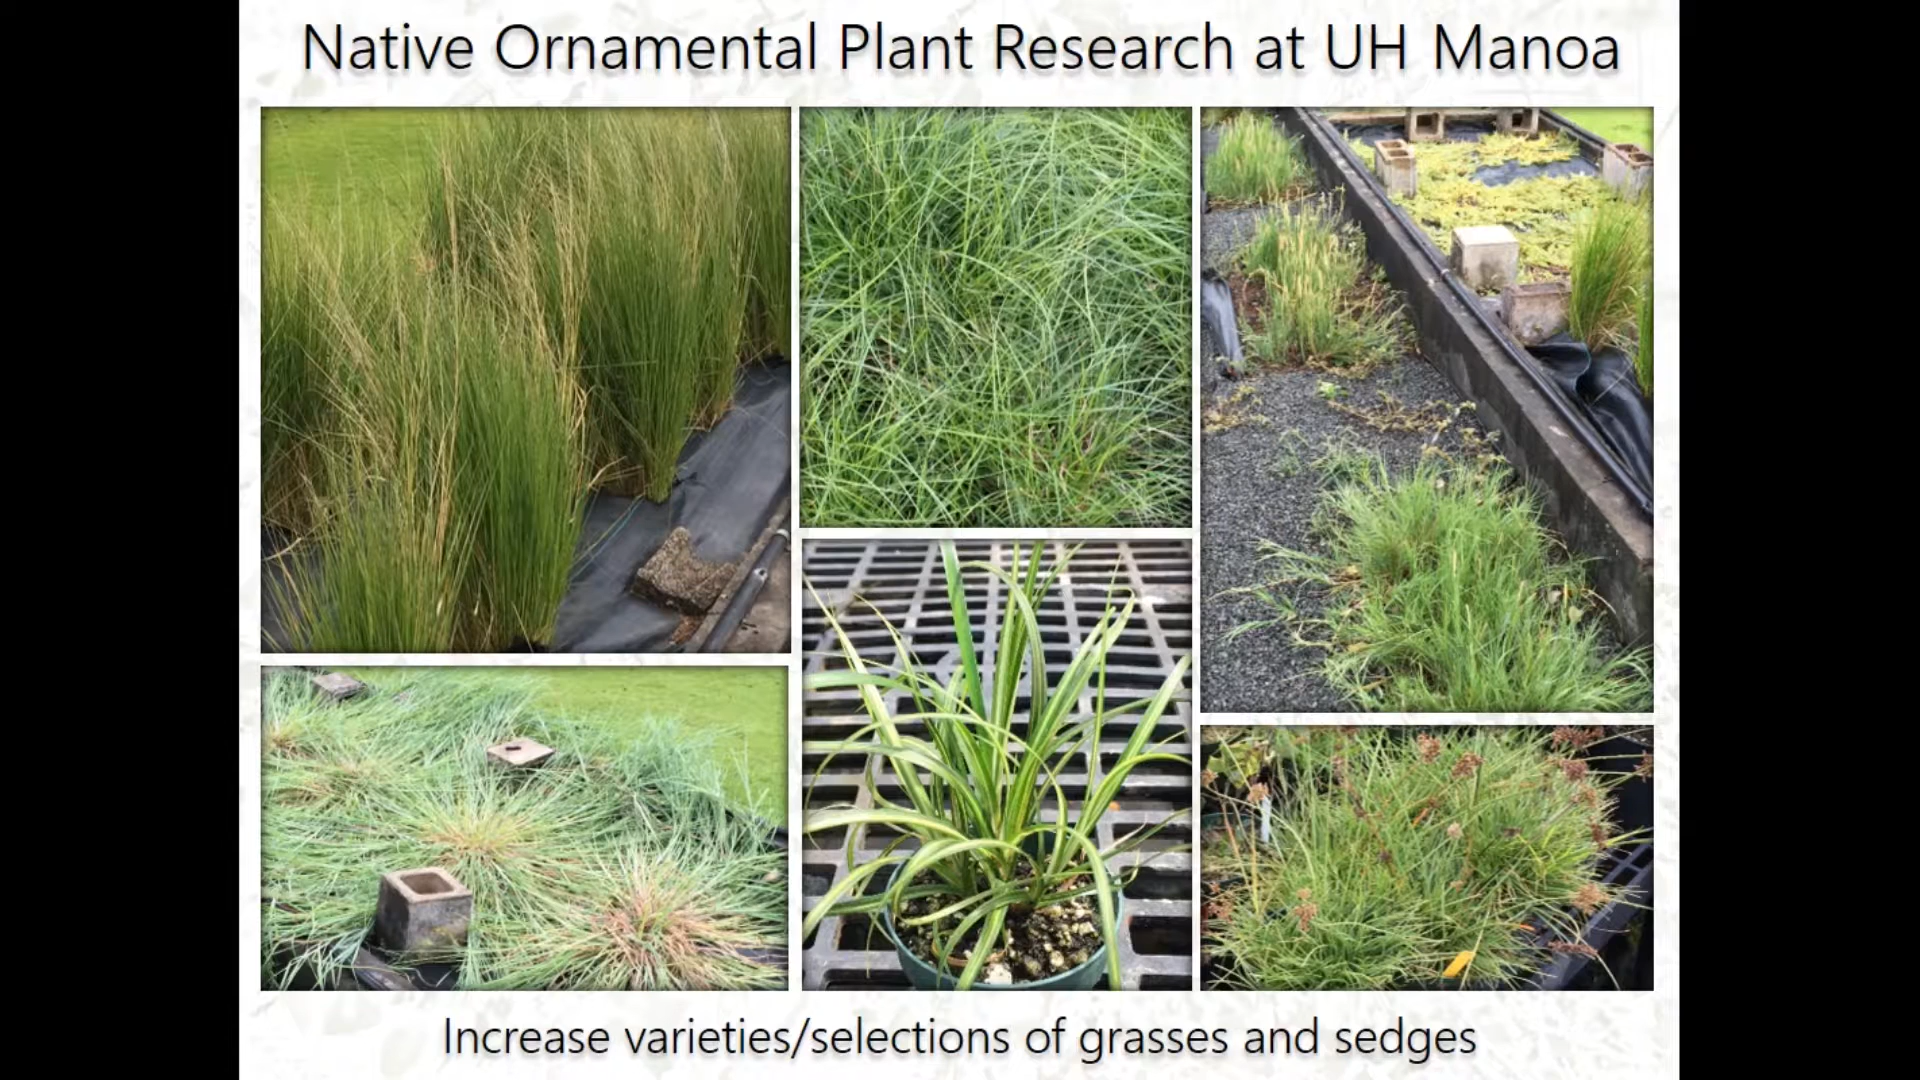 Native Ornamental Plant Research at UH Manoa
Increase varieties/selections of grasses and sedges